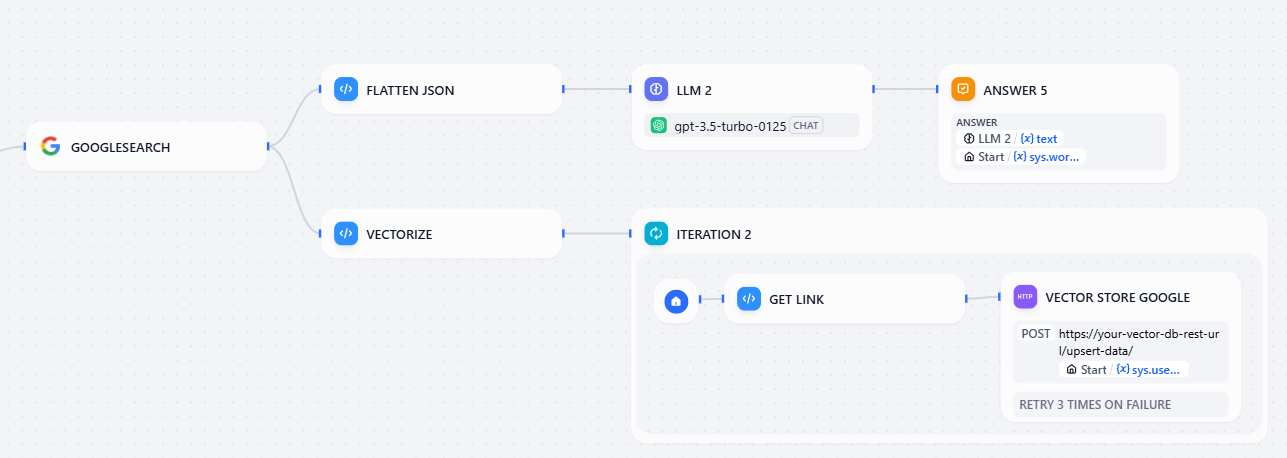 GOOGLESEARCH
FLATTEN JSON
LLM 2
gpt-3.5-turbo-0125 CHAT
ANSWER 5
ANSWER
LLM 2 / {x} text
Start / {x} sys.wor...
VECTORIZE
ITERATION 2
GET LINK
HTTP VECTOR STORE GOOGLE
POST https://your-vector-db-rest-ur
l/upsert-data/
Start / {x} sys.use...
RETRY 3 TIMES ON FAILURE